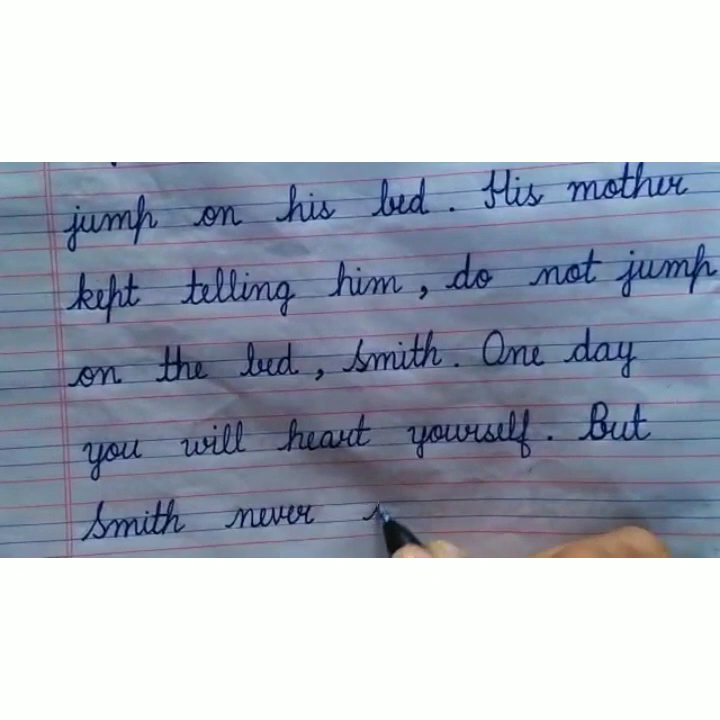 jump on his bed. His mother
kept telling him, do not jump
on the bed, Smith. One day
you will heart yourself. But
Smith never